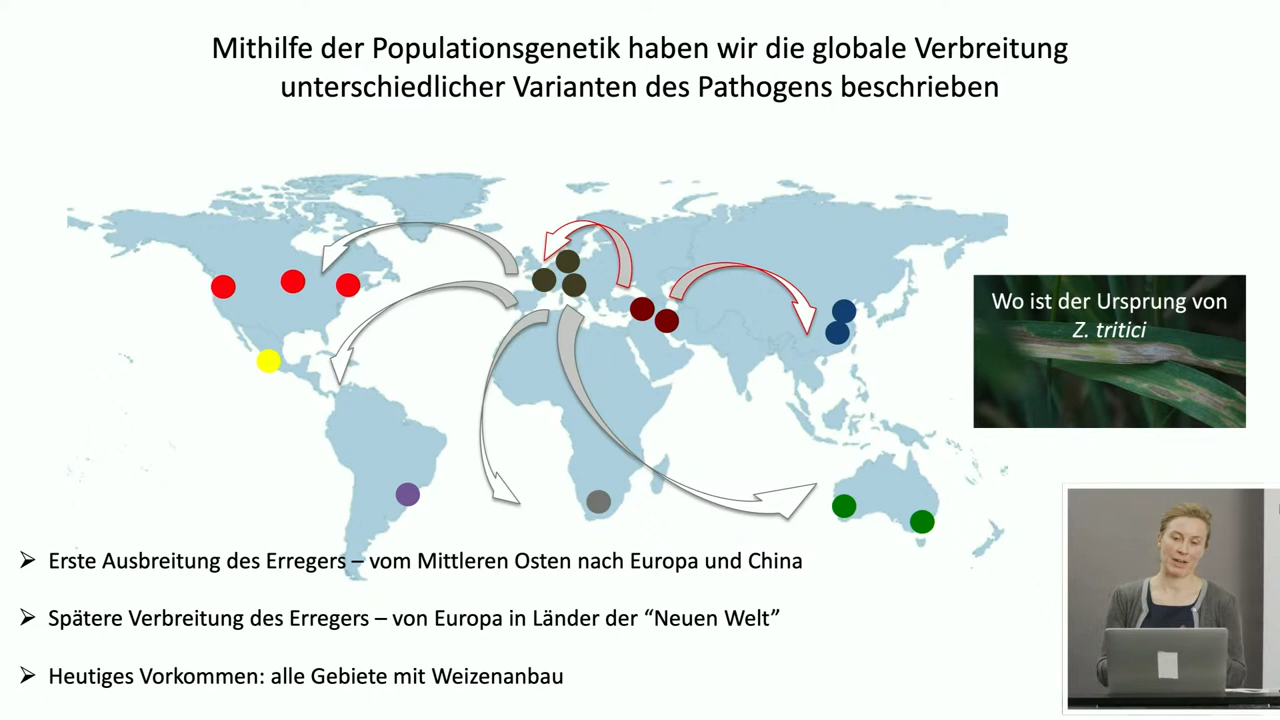 Mithilfe der Populationsgenetik haben wir die globale Verbreitung
unterschiedlicher Varianten des Pathogens beschrieben
Wo ist der Ursprung von
Z. tritici
➢ Erste Ausbreitung des Erregers – vom Mittleren Osten nach Europa und China
➢ Spätere Verbreitung des Erregers – von Europa in Länder der “Neuen Welt”
➢ Heutiges Vorkommen: alle Gebiete mit Weizenanbau